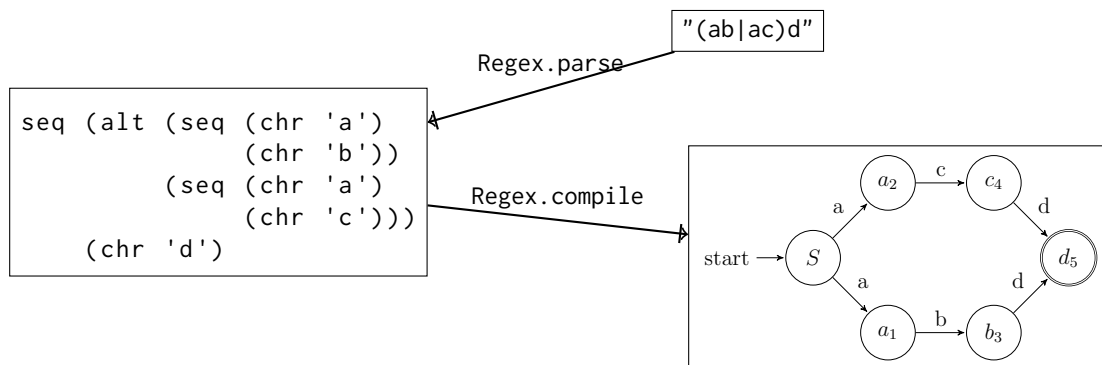 "(ab|ac)d"
Regex.parse
seq (alt (seq (chr 'a')
(chr 'b'))
(seq (chr 'a')
(chr 'c')))
(chr 'd')
Regex.compile
a₂
c
c₄
a
d
start
S
d₅
a
d
a₁
b
b₃